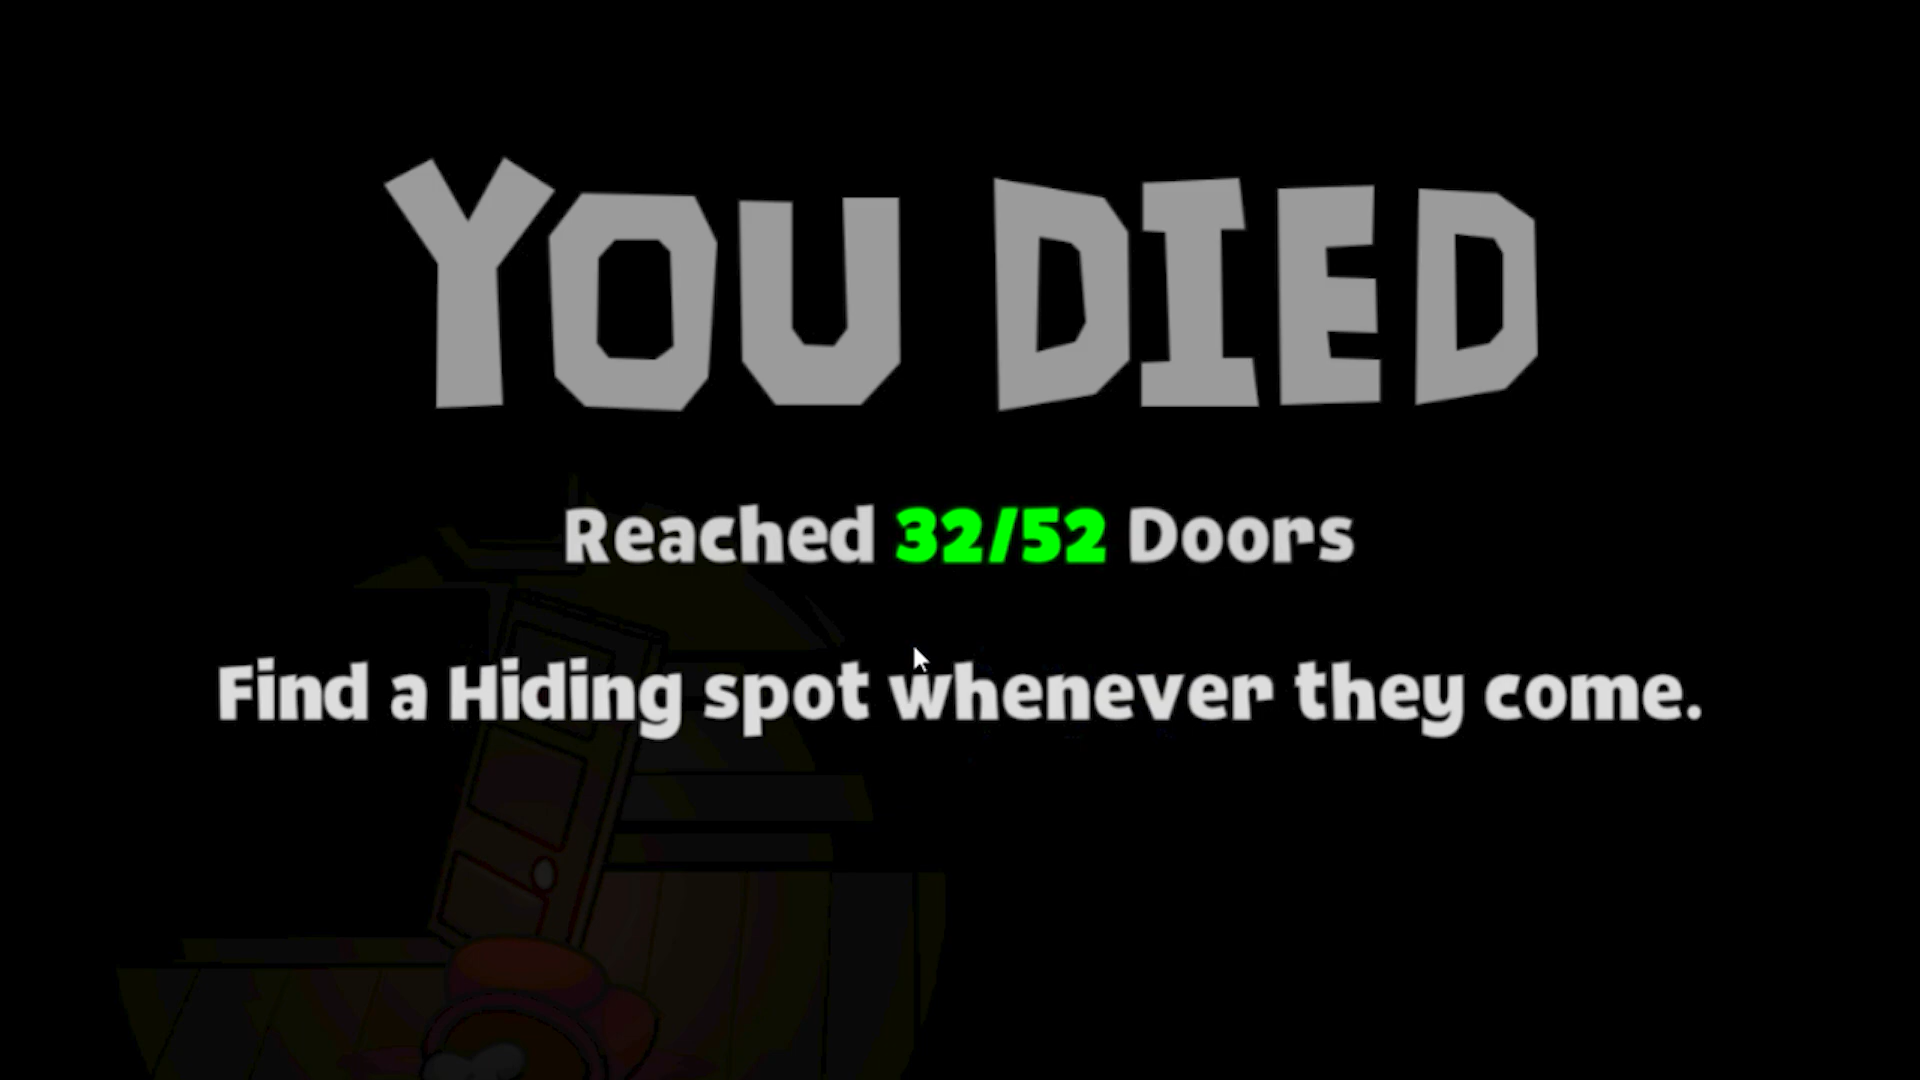 YOU DIED
Reached 32/52 Doors
Find a Hiding spot whenever they come.